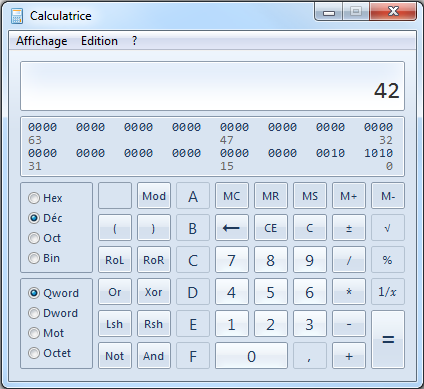 Calculatrice
Affichage Edition ?
42
0000 0000 0000 0000 0000 0000 0000 0000
63 47 32
0000 0000 0000 0000 0000 0000 0010 1010
31 15 0
Hex Mod A MC MR MS M+ M-
Déc ( ) B ← CE C ± √
Oct RoL RoR C 7 8 9 / %
Bin
Qword Or Xor D 4 5 6 * 1/x
Dword Lsh Rsh E 1 2 3 - =
Mot
Octet Not And F 0 , +